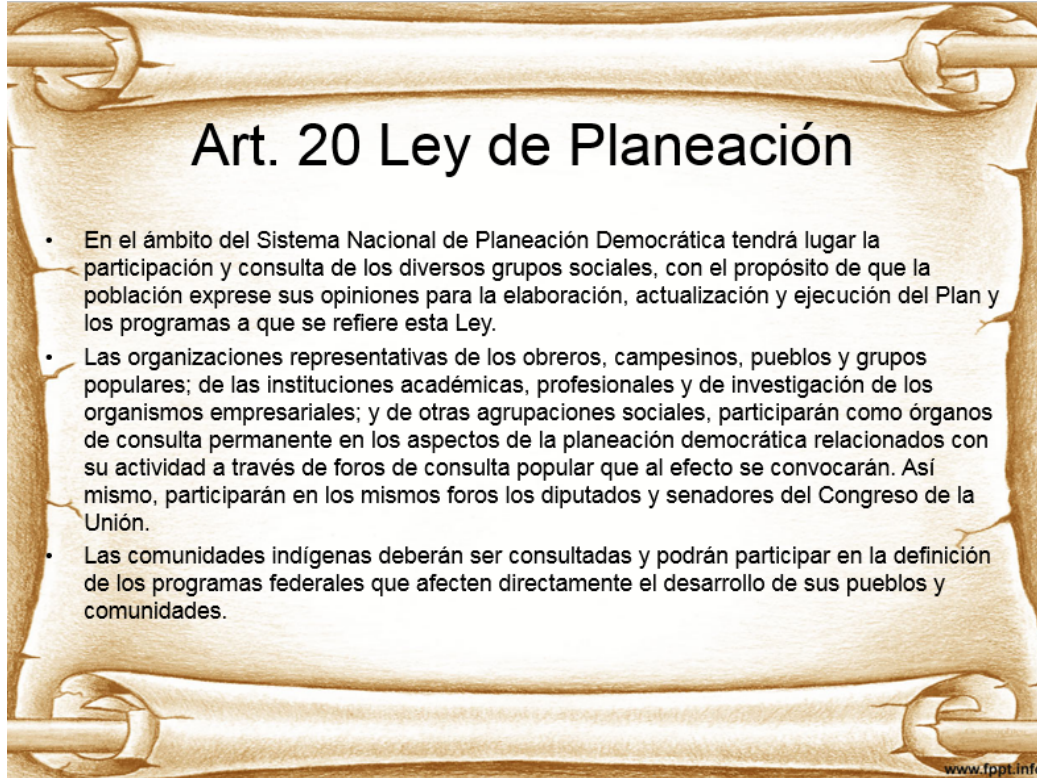 Art. 20 Ley de Planeación
• En el ámbito del Sistema Nacional de Planeación Democrática tendrá lugar la
participación y consulta de los diversos grupos sociales, con el propósito de que la
población exprese sus opiniones para la elaboración, actualización y ejecución del Plan y
los programas a que se refiere esta Ley.
• Las organizaciones representativas de los obreros, campesinos, pueblos y grupos
populares; de las instituciones académicas, profesionales y de investigación de los
organismos empresariales; y de otras agrupaciones sociales, participarán como órganos
de consulta permanente en los aspectos de la planeación democrática relacionados con
su actividad a través de foros de consulta popular que al efecto se convocarán. Así
mismo, participarán en los mismos foros los diputados y senadores del Congreso de la
Unión.
• Las comunidades indígenas deberán ser consultadas y podrán participar en la definición
de los programas federales que afecten directamente el desarrollo de sus pueblos y
comunidades.
www.fppt.info